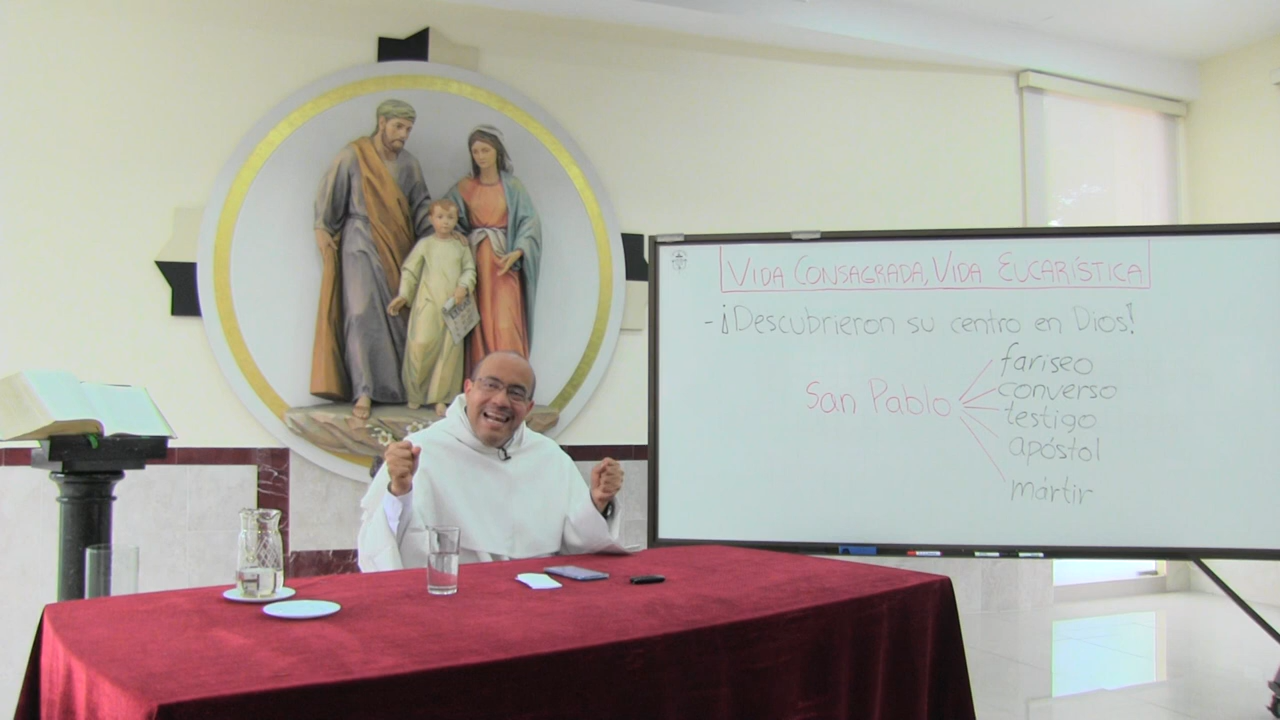 VIDA CONSAGRADA, VIDA EUCARÍSTICA
- ¡Descubrieron su centro en Dios!
San Pablo
fariseo
converso
testigo
apóstol
mártir